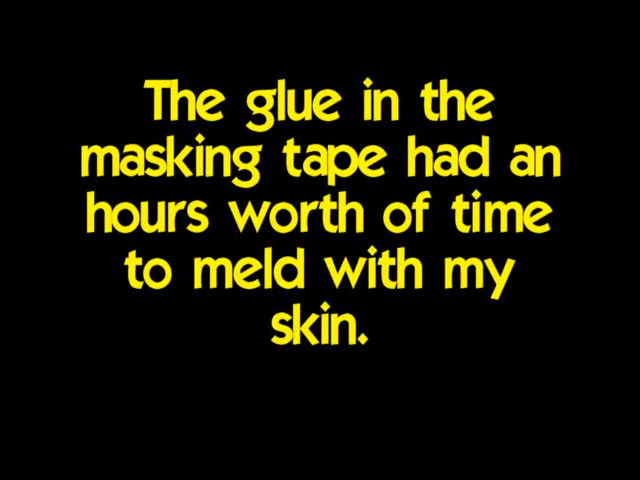 The glue in the
masking tape had an
hours worth of time
to meld with my
skin.